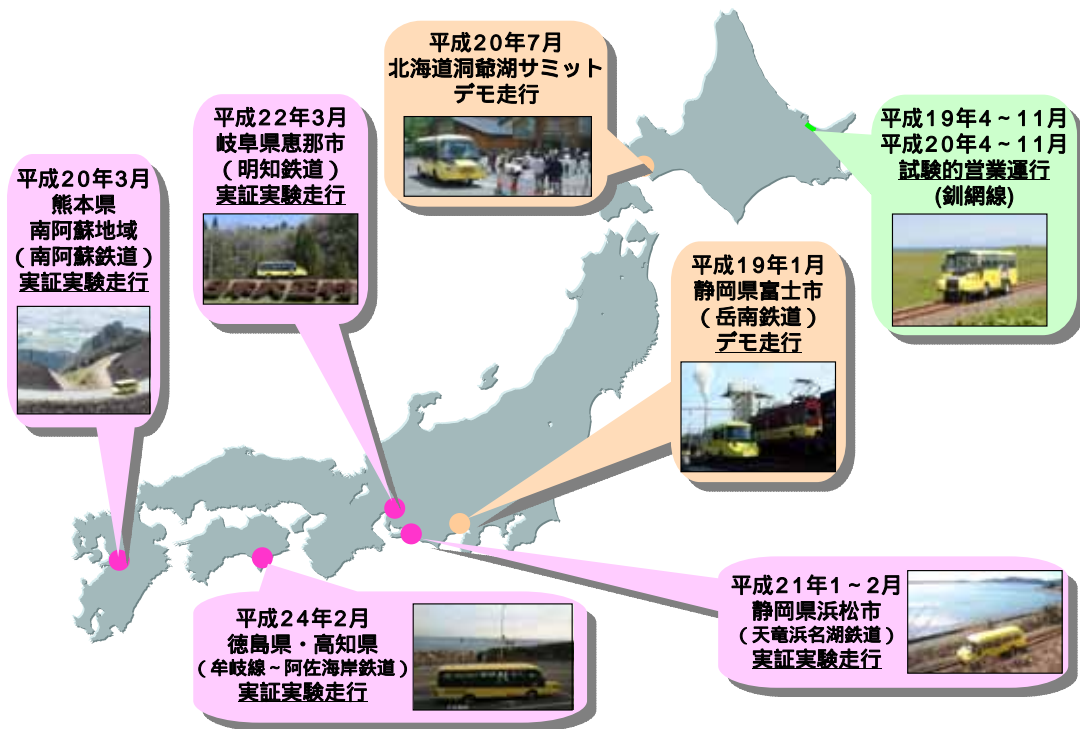 平成20年7月
北海道洞爺湖サミット
デモ走行
平成22年3月
岐阜県恵那市
（明知鉄道）
実証実験走行
平成19年4～11月
平成20年4～11月
試験的営業運行
(釧網線)
平成20年3月
熊本県
南阿蘇地域
（南阿蘇鉄道）
実証実験走行
平成19年1月
静岡県富士市
（岳南鉄道）
デモ走行
平成21年1～2月
静岡県浜松市
（天竜浜名湖鉄道）
実証実験走行
平成24年2月
徳島県・高知県
（牟岐線～阿佐海岸鉄道）
実証実験走行